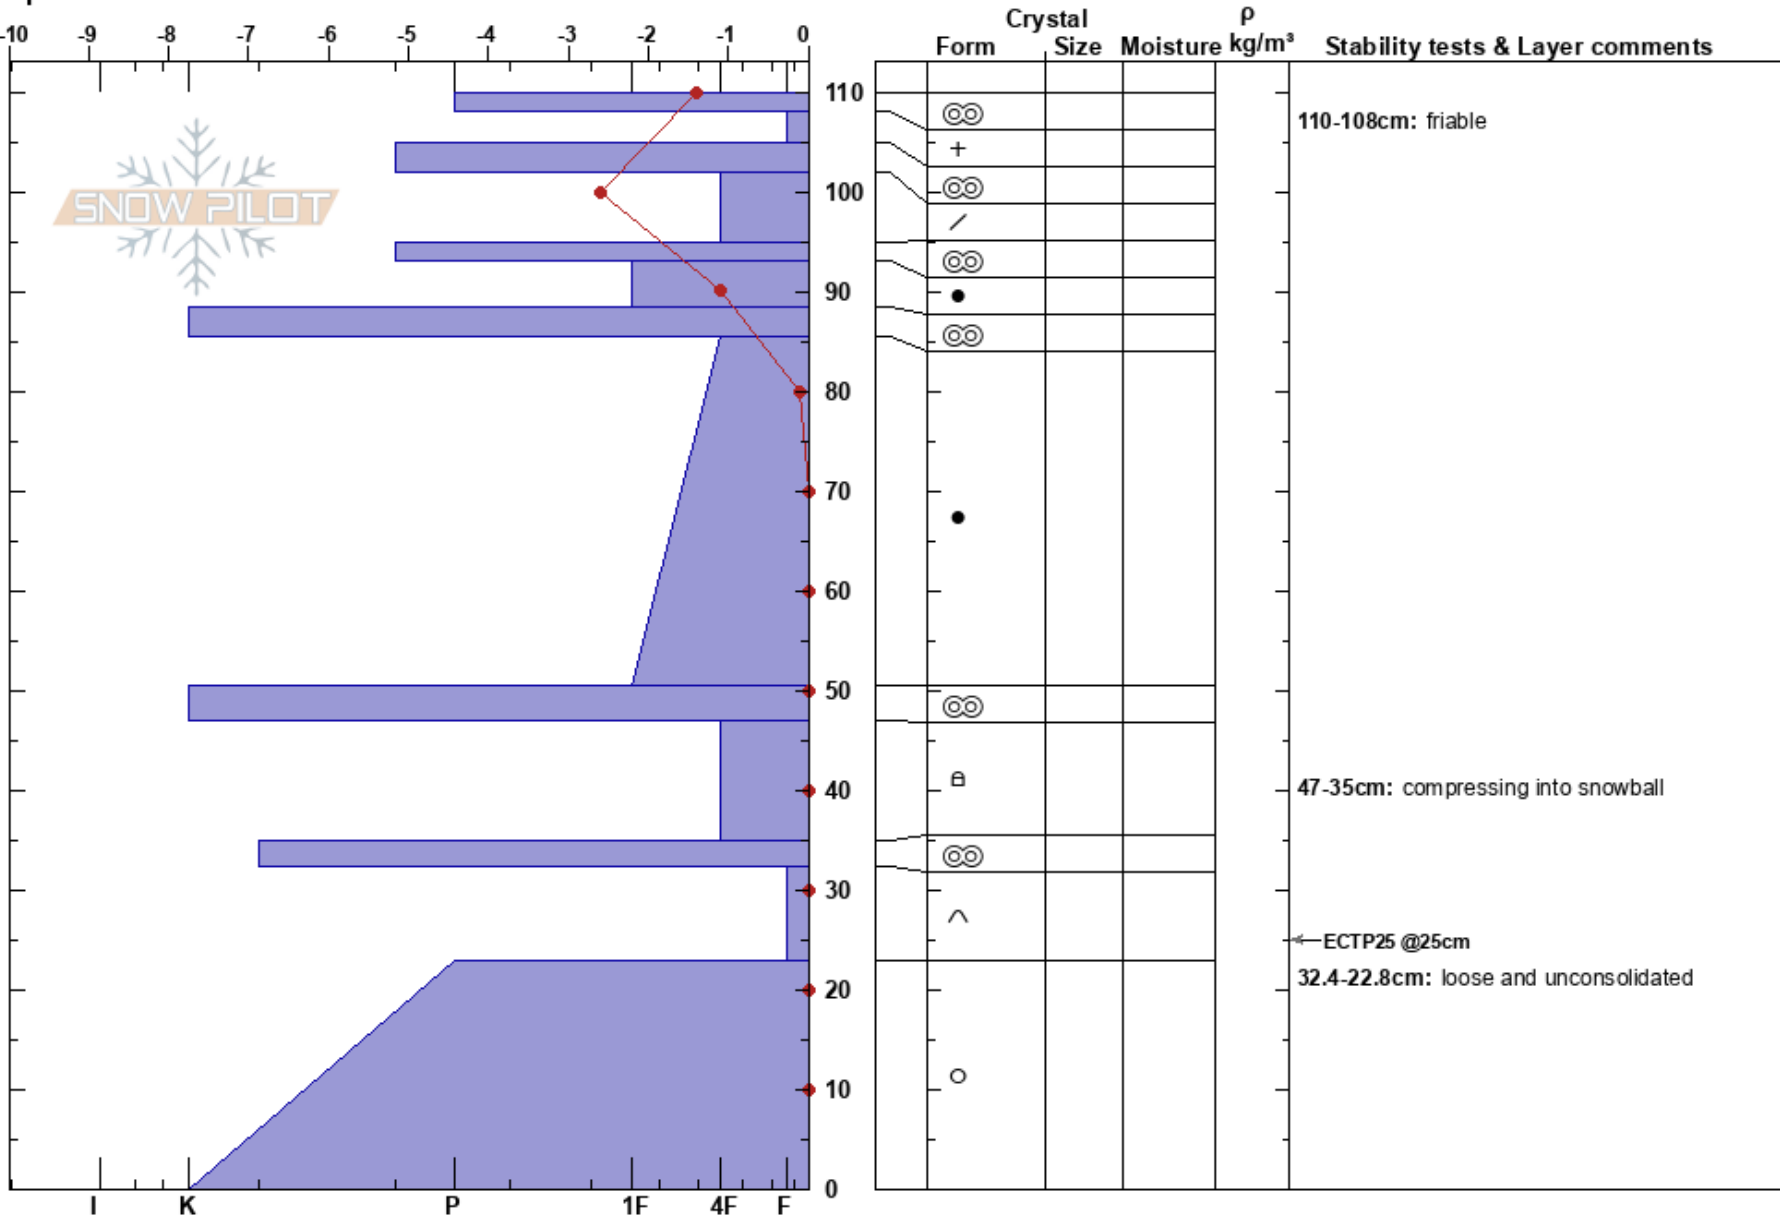 Crystal ρ
-10 -9 -8 -7 -6 -5 -4 -3 -2 -1 0 Form Size Moisture kg/m³ Stability tests & Layer comments
110
110-108cm: friable
SNOW PILOT
100
90
80
70
60
50
40
47-35cm: compressing into snowball
30
ECTP25 @25cm
20
32.4-22.8cm: loose and unconsolidated
10
0
I K P 1F 4F F